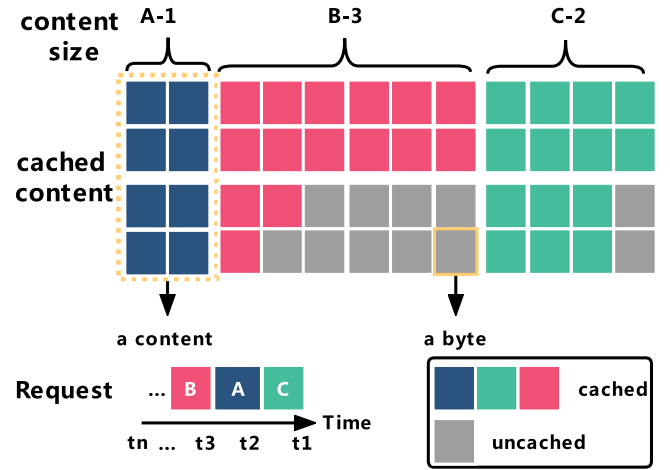 content size
A-1 B-3 C-2
cached content
a content
a byte
Request ... B A C
Time
tn ... t3 t2 t1
cached
uncached